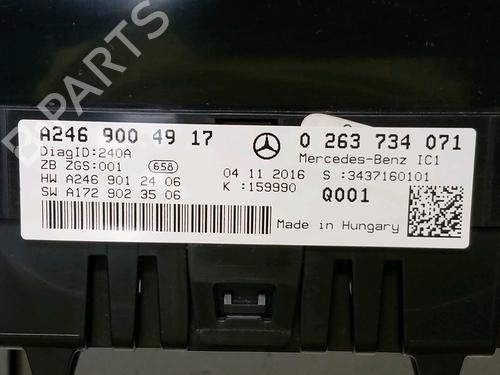 B-PARTS
A246 900 49 17
0 263 734 071
DiagID:240A
Mercedes-Benz IC1
ZB ZGS:001
658
04 11 2016
S :3437160101
HW A246 901 24 06
K :159990
Q001
SW A172 902 35 06
Made in Hungary